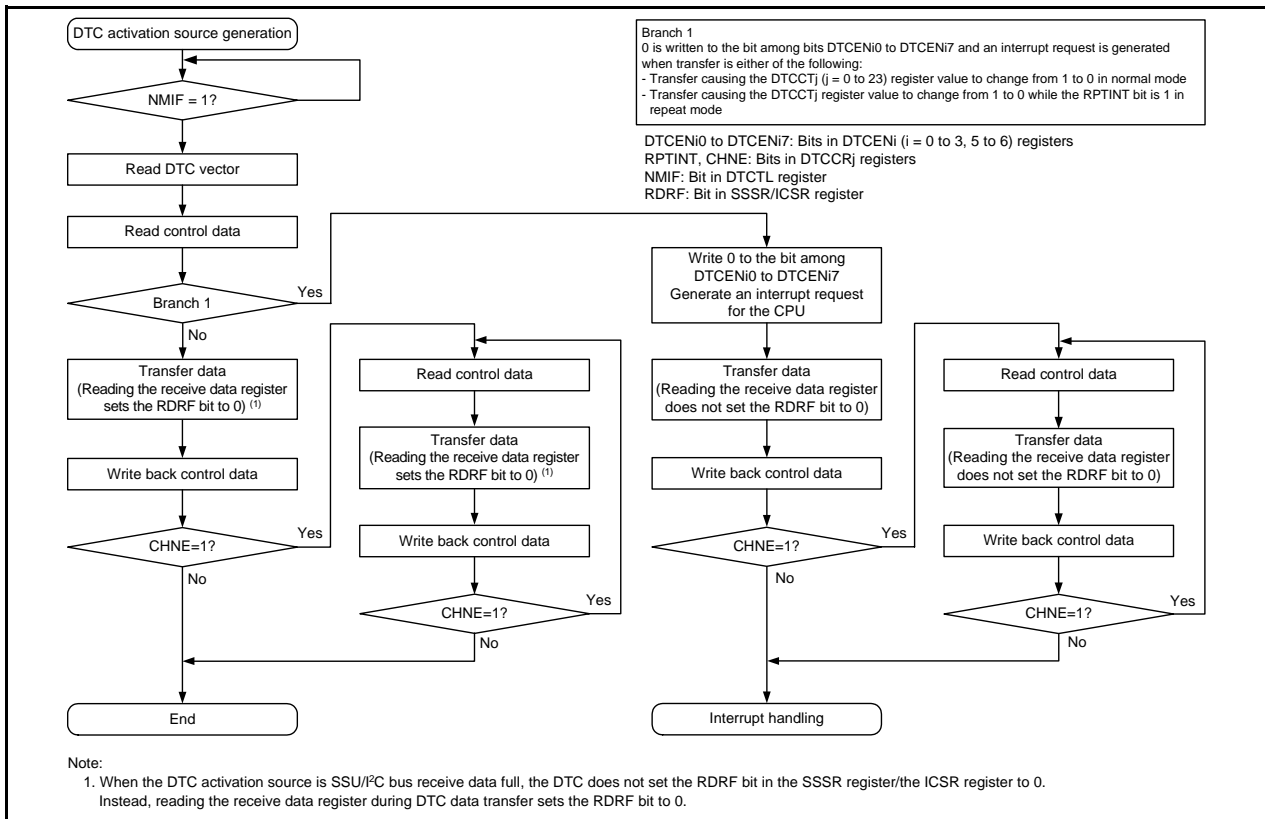 DTC activation source generation
NMIF = 1?
Read DTC vector
Read control data
Branch 1
Yes
No
Transfer data
(Reading the receive data register
sets the RDRF bit to 0) (1)
Write back control data
CHNE=1?
Yes
No
End
Read control data
Transfer data
(Reading the receive data register
sets the RDRF bit to 0) (1)
Write back control data
CHNE=1?
Yes
No
Branch 1
0 is written to the bit among bits DTCENi0 to DTCENi7 and an interrupt request is generated
when transfer is either of the following:
- Transfer causing the DTCCTj (j = 0 to 23) register value to change from 1 to 0 in normal mode
- Transfer causing the DTCCTj register value to change from 1 to 0 while the RPTINT bit is 1 in
repeat mode
DTCENi0 to DTCENi7: Bits in DTCENi (i = 0 to 3, 5 to 6) registers
RPTINT, CHNE: Bits in DTCCRj registers
NMIF: Bit in DTCTL register
RDRF: Bit in SSSR/ICSR register
Write 0 to the bit among
DTCENi0 to DTCENi7
Generate an interrupt request
for the CPU
Transfer data
(Reading the receive data register
does not set the RDRF bit to 0)
Write back control data
CHNE=1?
Yes
No
Interrupt handling
Read control data
Transfer data
(Reading the receive data register
does not set the RDRF bit to 0)
Write back control data
CHNE=1?
Yes
No
Note:
1. When the DTC activation source is SSU/I²C bus receive data full, the DTC does not set the RDRF bit in the SSSR register/the ICSR register to 0.
Instead, reading the receive data register during DTC data transfer sets the RDRF bit to 0.